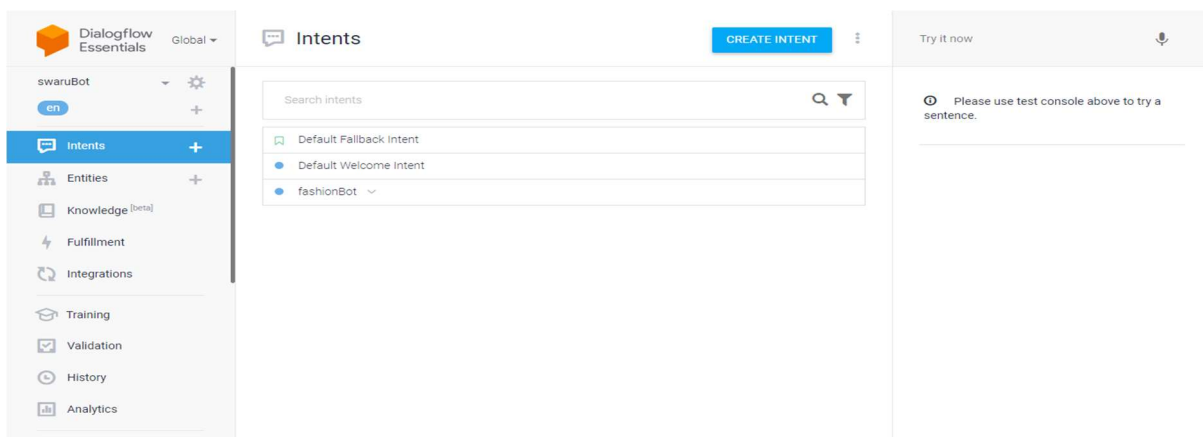 Dialogflow
Essentials
Global
swaruBot
en
Intents
Entities
Knowledge [beta]
Fulfillment
Integrations
Training
Validation
History
Analytics
Intents
CREATE INTENT
Search intents
Default Fallback Intent
Default Welcome Intent
fashionBot
Try it now
Please use test console above to try a
sentence.